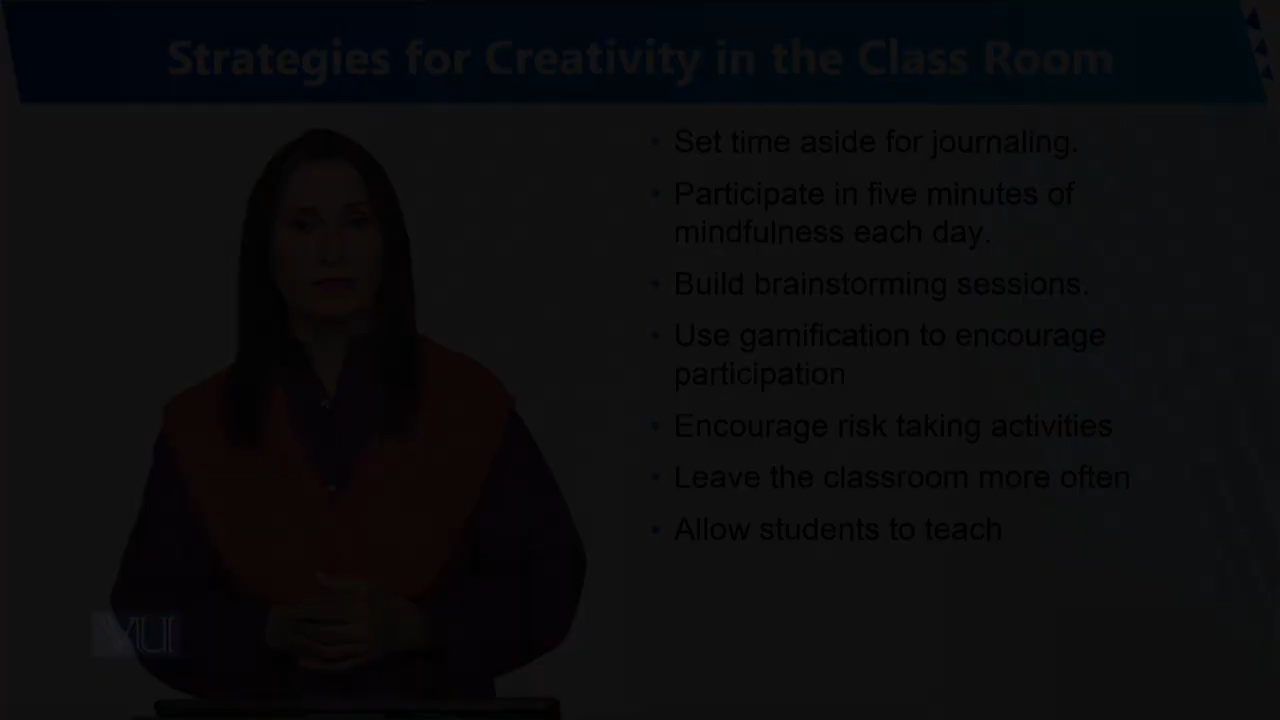 Strategies for Creativity in the Class Room
• Set time aside for journaling.
• Participate in five minutes of
mindfulness each day.
• Build brainstorming sessions.
• Use gamification to encourage
participation
• Encourage risk taking activities
• Leave the classroom more often
• Allow students to teach
VU